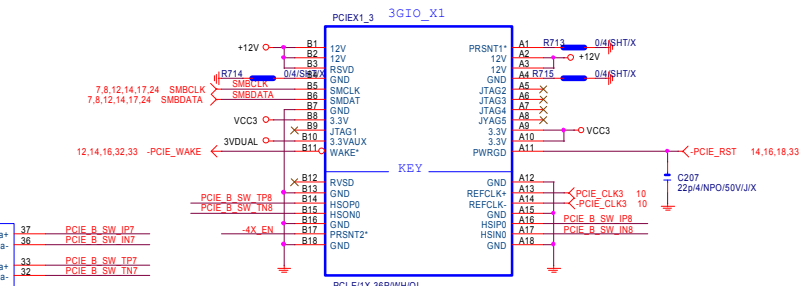 PCIEX1_3 3GIO_X1
+12V B1 12V PRSNT1* A1 R713 0/4/SHT/X
B2 12V 12V A2 +12V
B3 RSVD 12V A3
R714 0/4/SHT/X B4 GND GND A4 R715 0/4/SHT/X
7,8,12,14,17,24 SMBCLK SMBCLK B5 SMCLK JTAG2 A5
7,8,12,14,17,24 SMBDATA SMBDATA B6 SMDAT JTAG3 A6
B7 GND JTAG4 A7
VCC3 B8 3.3V JYAG5 A8
B9 JTAG1 3.3V A9 VCC3
3VDUAL B10 3.3VAUX 3.3V A10
12,14,16,32,33 -PCIE_WAKE B11 WAKE* PWRGD A11 -PCIE_RST 14,16,18,33
KEY
B12 RVSD GND A12 C207
22p/4/NPO/50V/J/X
B13 GND REFCLK+ A13 PCIE_CLK3 10
PCIE_B_SW_TP8 B14 HSOP0 REFCLK- A14 -PCIE_CLK3 10
PCIE_B_SW_TN8 B15 HSON0 GND A15
B16 GND HSIP0 A16 PCIE_B_SW_IP8
-4X_EN B17 PRSNT2* HSIN0 A17 PCIE_B_SW_IN8
B18 GND GND A18
a+ 37 PCIE_B_SW_IP7
a- 36 PCIE_B_SW_IN7
a+ 33 PCIE_B_SW_TP7
a- 32 PCIE_B_SW_TN7